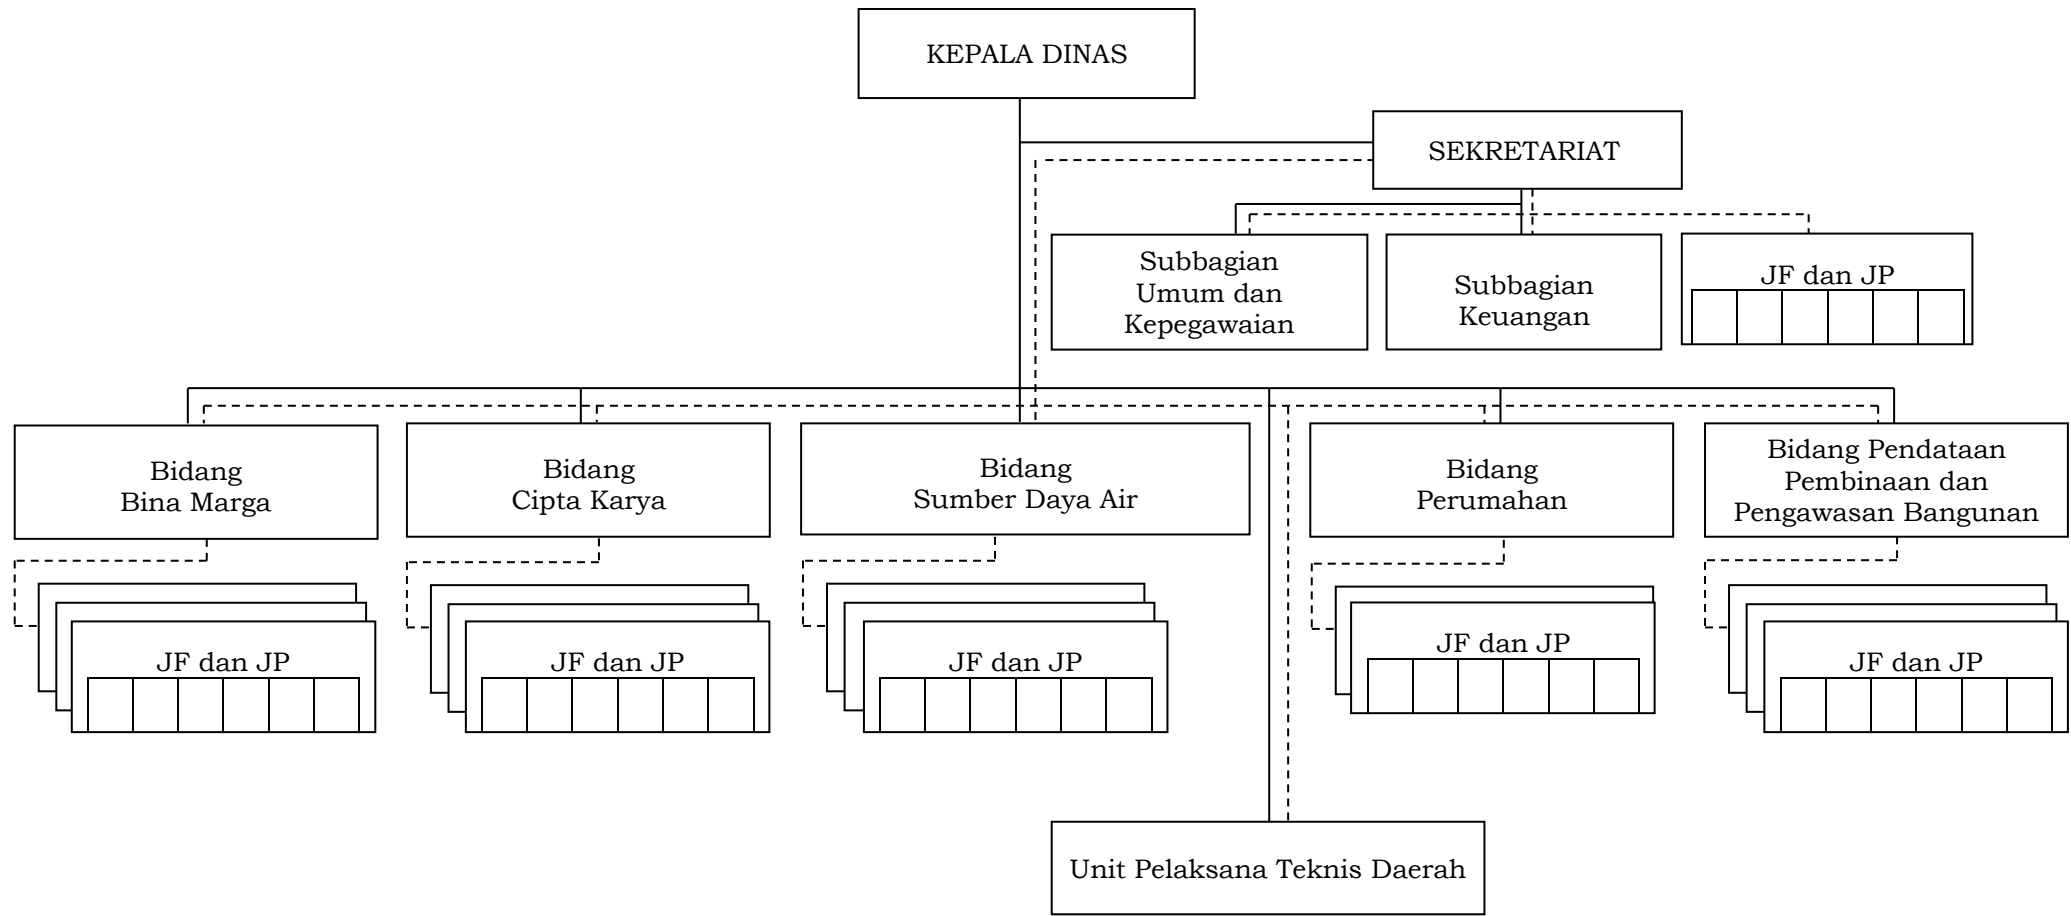 KEPALA DINAS
SEKRETARIAT
Subbagian
Umum dan
Kepegawaian
Subbagian
Keuangan
JF dan JP
Bidang
Bina Marga
Bidang
Cipta Karya
Bidang
Sumber Daya Air
Bidang
Perumahan
Bidang Pendataan
Pembinaan dan
Pengawasan Bangunan
JF dan JP
JF dan JP
JF dan JP
JF dan JP
JF dan JP
Unit Pelaksana Teknis Daerah